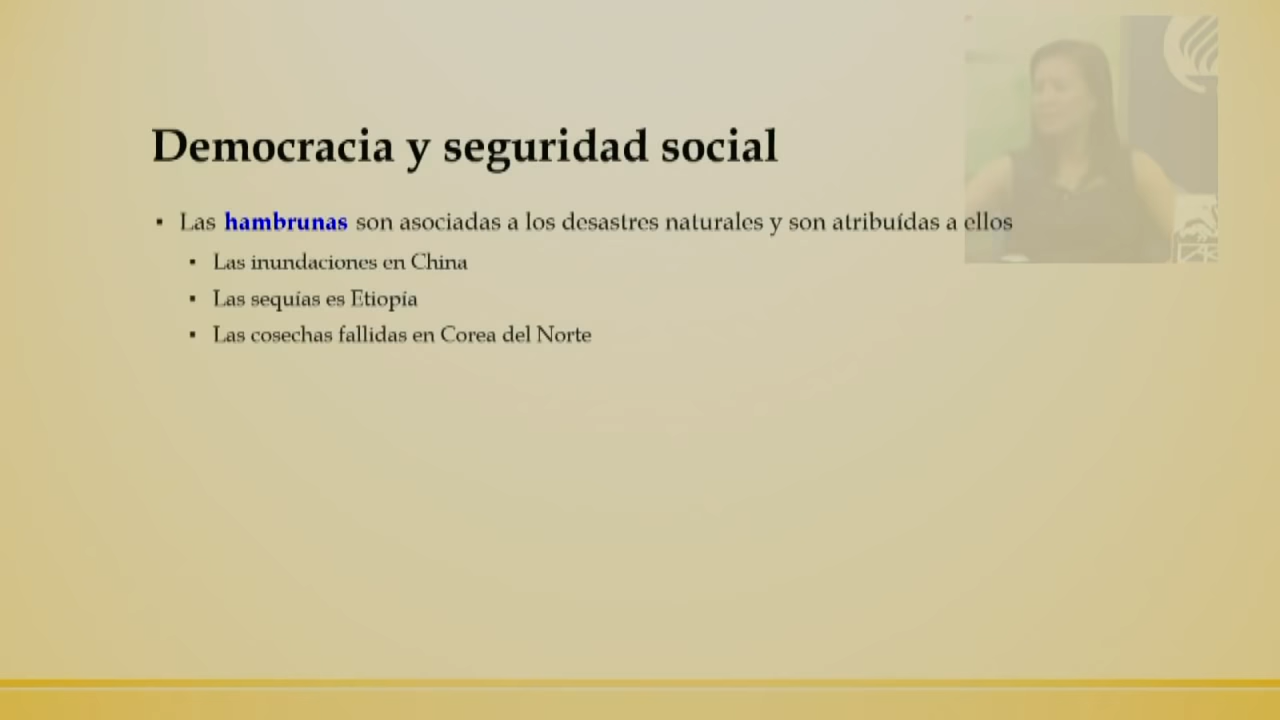 Democracia y seguridad social
▪ Las hambrunas son asociadas a los desastres naturales y son atribuídas a ellos
▪ Las inundaciones en China
▪ Las sequías es Etiopía
▪ Las cosechas fallidas en Corea del Norte